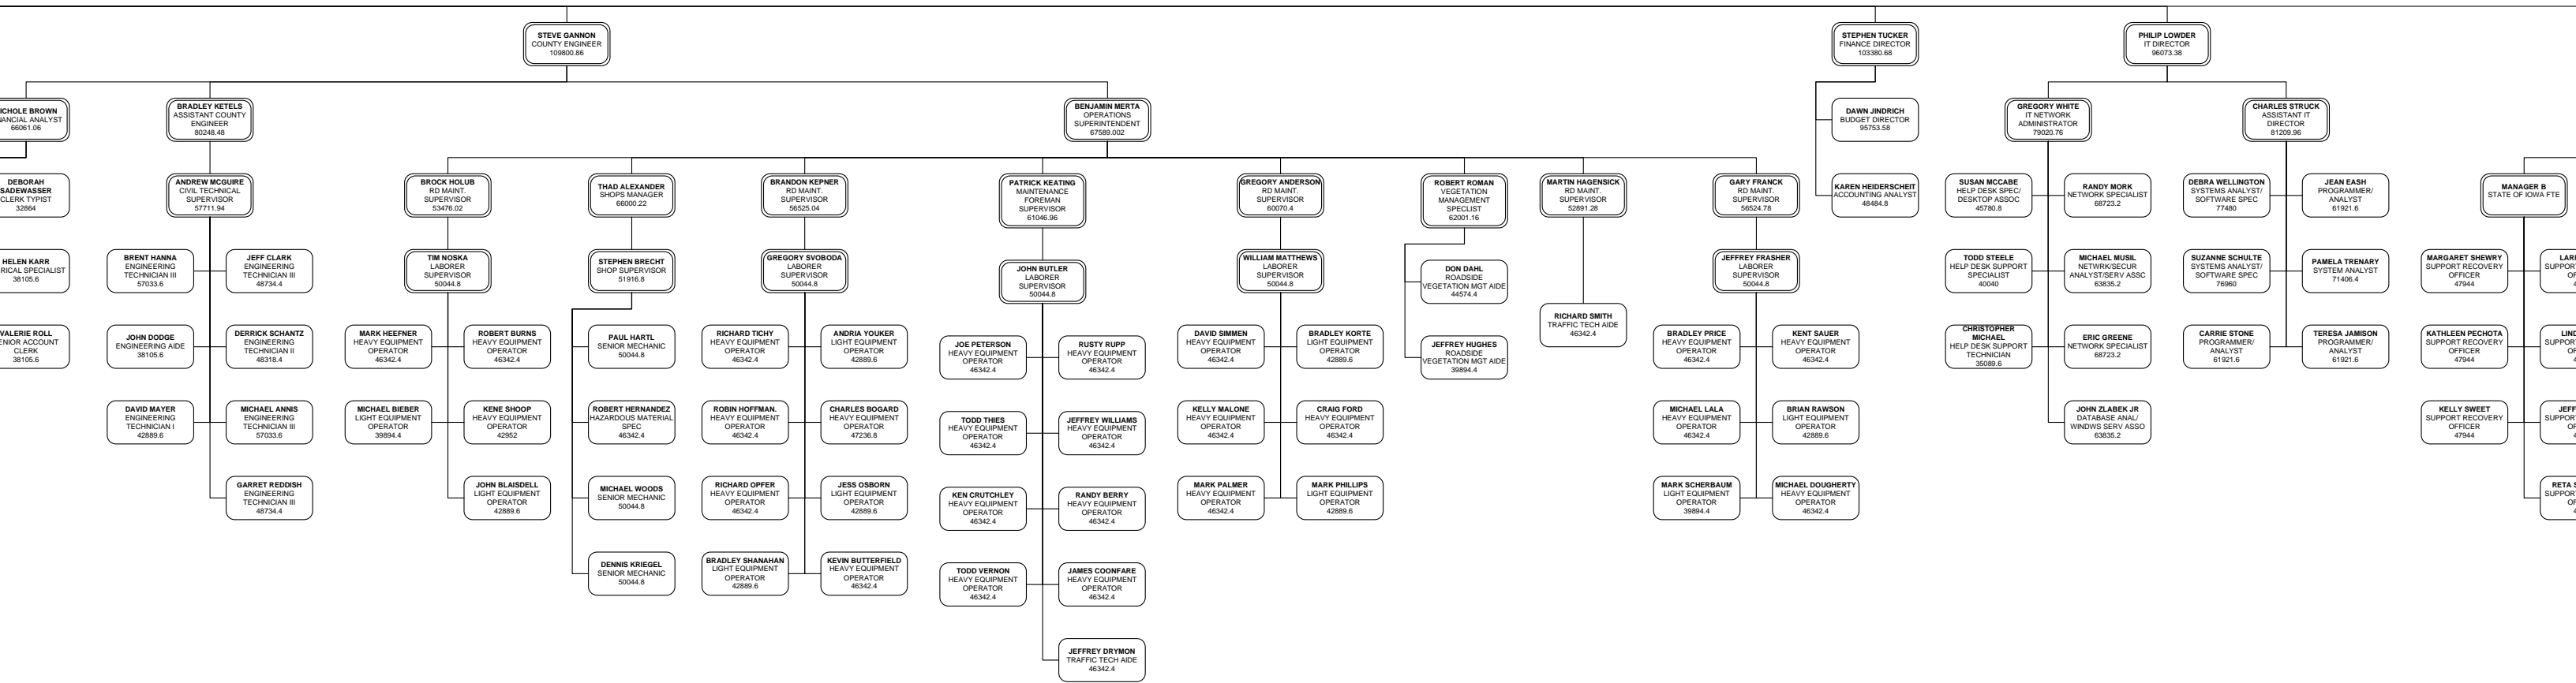 STEVE GANNON
COUNTY ENGINEER
109800.86
STEPHEN TUCKER
FINANCE DIRECTOR
103380.68
PHILIP LOWDER
IT DIRECTOR
96073.38
ICHOLE BROWN
NANCIAL ANALYST
66061.06
BRADLEY KETELS
ASSISTANT COUNTY
ENGINEER
80248.48
BENJAMIN MERTA
OPERATIONS
SUPERINTENDENT
67589.002
DAWN JINDRICH
BUDGET DIRECTOR
95753.58
GREGORY WHITE
IT NETWORK
ADMINISTRATOR
79020.76
CHARLES STRUCK
ASSISTANT IT
DIRECTOR
81209.96
DEBORAH
SADEWASSER
CLERK TYPIST
32864
ANDREW MCGUIRE
CIVIL TECHNICAL
SUPERVISOR
57711.94
BROCK HOLUB
RD MAINT.
SUPERVISOR
53476.02
THAD ALEXANDER
SHOPS MANAGER
66000.22
BRANDON KEPNER
RD MAINT.
SUPERVISOR
56525.04
PATRICK KEATING
MAINTENANCE
FOREMAN
SUPERVISOR
61046.96
GREGORY ANDERSON
RD MAINT.
SUPERVISOR
60070.4
ROBERT ROMAN
VEGETATION
MANAGEMENT
SPECLIST
62001.16
MARTIN HAGENSICK
RD MAINT.
SUPERVISOR
52891.28
GARY FRANCK
RD MAINT.
SUPERVISOR
56524.78
KAREN HEIDERSCHEIT
ACCOUNTING ANALYST
48484.8
SUSAN MCCABE
HELP DESK SPEC/
DESKTOP ASSOC
45780.8
RANDY MORK
NETWORK SPECIALIST
68723.2
DEBRA WELLINGTON
SYSTEMS ANALYST/
SOFTWARE SPEC
77480
JEAN EASH
PROGRAMMER/
ANALYST
61921.6
MANAGER B
STATE OF IOWA FTE
HELEN KARR
RICAL SPECIALIST
38105.6
BRENT HANNA
ENGINEERING
TECHNICIAN III
57033.6
JEFF CLARK
ENGINEERING
TECHNICIAN III
48734.4
TIM NOSKA
LABORER
SUPERVISOR
50044.8
STEPHEN BRECHT
SHOP SUPERVISOR
51916.8
GREGORY SVOBODA
LABORER
SUPERVISOR
50044.8
JOHN BUTLER
LABORER
SUPERVISOR
50044.8
WILLIAM MATTHEWS
LABORER
SUPERVISOR
50044.8
DON DAHL
ROADSIDE
VEGETATION MGT AIDE
44574.4
JEFFREY FRASHER
LABORER
SUPERVISOR
50044.8
TODD STEELE
HELP DESK SUPPORT
SPECIALIST
40040
MICHAEL MUSIL
NETWRK/SECUR
ANALYST/SERV ASSC
63835.2
SUZANNE SCHULTE
SYSTEMS ANALYST/
SOFTWARE SPEC
76960
PAMELA TRENARY
SYSTEM ANALYST
71406.4
MARGARET SHEWRY
SUPPORT RECOVERY
OFFICER
47944
LARR
SUPPORT
OF
4
VALERIE ROLL
ENIOR ACCOUNT
CLERK
38105.6
JOHN DODGE
ENGINEERING AIDE
38105.6
DERRICK SCHANTZ
ENGINEERING
TECHNICIAN II
48318.4
MARK HEEFNER
HEAVY EQUIPMENT
OPERATOR
46342.4
ROBERT BURNS
HEAVY EQUIPMENT
OPERATOR
46342.4
PAUL HARTL
SENIOR MECHANIC
50044.8
RICHARD TICHY
HEAVY EQUIPMENT
OPERATOR
46342.4
ANDRIA YOUKER
LIGHT EQUIPMENT
OPERATOR
42889.6
JOE PETERSON
HEAVY EQUIPMENT
OPERATOR
46342.4
RUSTY RUPP
HEAVY EQUIPMENT
OPERATOR
46342.4
DAVID SIMMEN
HEAVY EQUIPMENT
OPERATOR
46342.4
BRADLEY KORTE
LIGHT EQUIPMENT
OPERATOR
42889.6
JEFFREY HUGHES
ROADSIDE
VEGETATION MGT AIDE
39894.4
RICHARD SMITH
TRAFFIC TECH AIDE
46342.4
BRADLEY PRICE
HEAVY EQUIPMENT
OPERATOR
46342.4
KENT SAUER
HEAVY EQUIPMENT
OPERATOR
46342.4
CHRISTOPHER
MICHAEL
HELP DESK SUPPORT
TECHNICIAN
35089.6
ERIC GREENE
NETWORK SPECIALIST
68723.2
CARRIE STONE
PROGRAMMER/
ANALYST
61921.6
TERESA JAMISON
PROGRAMMER/
ANALYST
61921.6
KATHLEEN PECHOTA
SUPPORT RECOVERY
OFFICER
47944
LIND
SUPPORT
OF
4
DAVID MAYER
ENGINEERING
TECHNICIAN I
42889.6
MICHAEL ANNIS
ENGINEERING
TECHNICIAN III
57033.6
MICHAEL BIEBER
LIGHT EQUIPMENT
OPERATOR
39894.4
KENE SHOOP
HEAVY EQUIPMENT
OPERATOR
42952
ROBERT HERNANDEZ
HAZARDOUS MATERIAL
SPEC
46342.4
ROBIN HOFFMAN.
HEAVY EQUIPMENT
OPERATOR
46342.4
CHARLES BOGARD
HEAVY EQUIPMENT
OPERATOR
47236.8
TODD THIES
HEAVY EQUIPMENT
OPERATOR
46342.4
JEFFREY WILLIAMS
HEAVY EQUIPMENT
OPERATOR
46342.4
KELLY MALONE
HEAVY EQUIPMENT
OPERATOR
46342.4
CRAIG FORD
HEAVY EQUIPMENT
OPERATOR
46342.4
MICHAEL LALA
HEAVY EQUIPMENT
OPERATOR
46342.4
BRIAN RAWSON
LIGHT EQUIPMENT
OPERATOR
42889.6
JOHN ZLABEK JR
DATABASE ANAL/
WINDWS SERV ASSO
63835.2
KELLY SWEET
SUPPORT RECOVERY
OFFICER
47944
JEFF
SUPPORT
OF
4
GARRET REDDISH
ENGINEERING
TECHNICIAN III
48734.4
JOHN BLAISDELL
LIGHT EQUIPMENT
OPERATOR
42889.6
MICHAEL WOODS
SENIOR MECHANIC
50044.8
RICHARD OPFER
HEAVY EQUIPMENT
OPERATOR
46342.4
JESS OSBORN
LIGHT EQUIPMENT
OPERATOR
42889.6
KEN CRUTCHLEY
HEAVY EQUIPMENT
OPERATOR
46342.4
RANDY BERRY
HEAVY EQUIPMENT
OPERATOR
46342.4
MARK PALMER
HEAVY EQUIPMENT
OPERATOR
46342.4
MARK PHILLIPS
LIGHT EQUIPMENT
OPERATOR
42889.6
MARK SCHERBAUM
LIGHT EQUIPMENT
OPERATOR
39894.4
MICHAEL DOUGHERTY
HEAVY EQUIPMENT
OPERATOR
46342.4
RETA S
SUPPORT
OF
4
DENNIS KRIEGEL
SENIOR MECHANIC
50044.8
BRADLEY SHANAHAN
LIGHT EQUIPMENT
OPERATOR
42889.6
KEVIN BUTTERFIELD
HEAVY EQUIPMENT
OPERATOR
46342.4
TODD VERNON
HEAVY EQUIPMENT
OPERATOR
46342.4
JAMES COONFARE
HEAVY EQUIPMENT
OPERATOR
46342.4
JEFFREY DRYMON
TRAFFIC TECH AIDE
46342.4